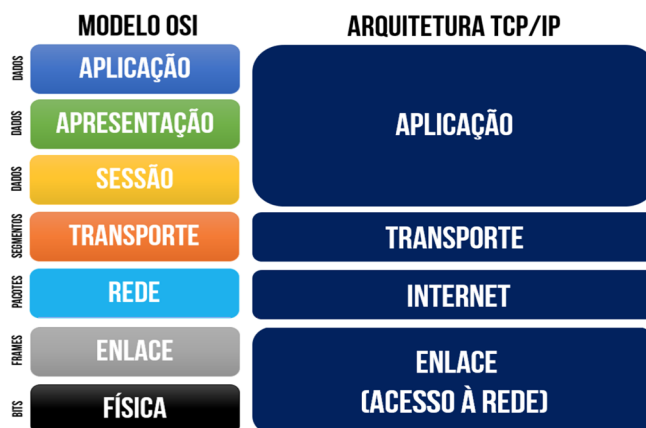 MODELO OSI
ARQUITETURA TCP/IP
DADOS
APLICAÇÃO
DADOS
APRESENTAÇÃO
DADOS
SESSÃO
APLICAÇÃO
SEGMENTOS
TRANSPORTE
TRANSPORTE
PACOTES
REDE
INTERNET
FRAMES
ENLACE
BITS
FÍSICA
ENLACE
(ACESSO À REDE)